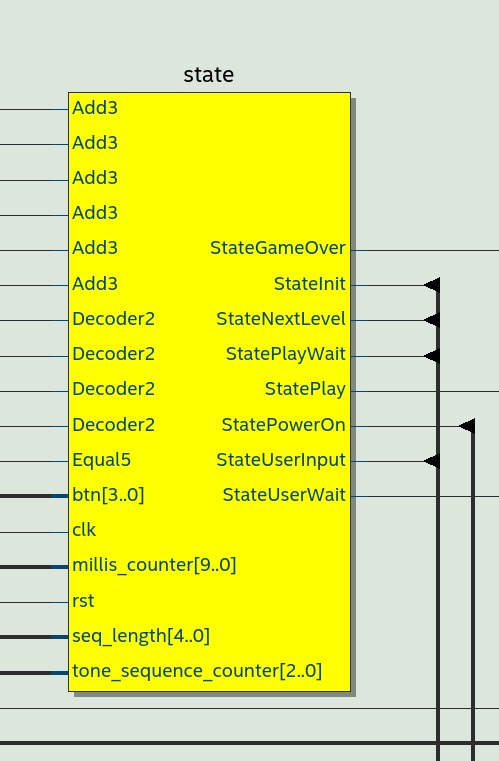 state
Add3
Add3
Add3
Add3
Add3 StateGameOver
Add3 StateInit
Decoder2 StateNextLevel
Decoder2 StatePlayWait
Decoder2 StatePlay
Decoder2 StatePowerOn
Equal5 StateUserInput
btn[3..0] StateUserWait
clk
millis_counter[9..0]
rst
seq_length[4..0]
tone_sequence_counter[2..0]